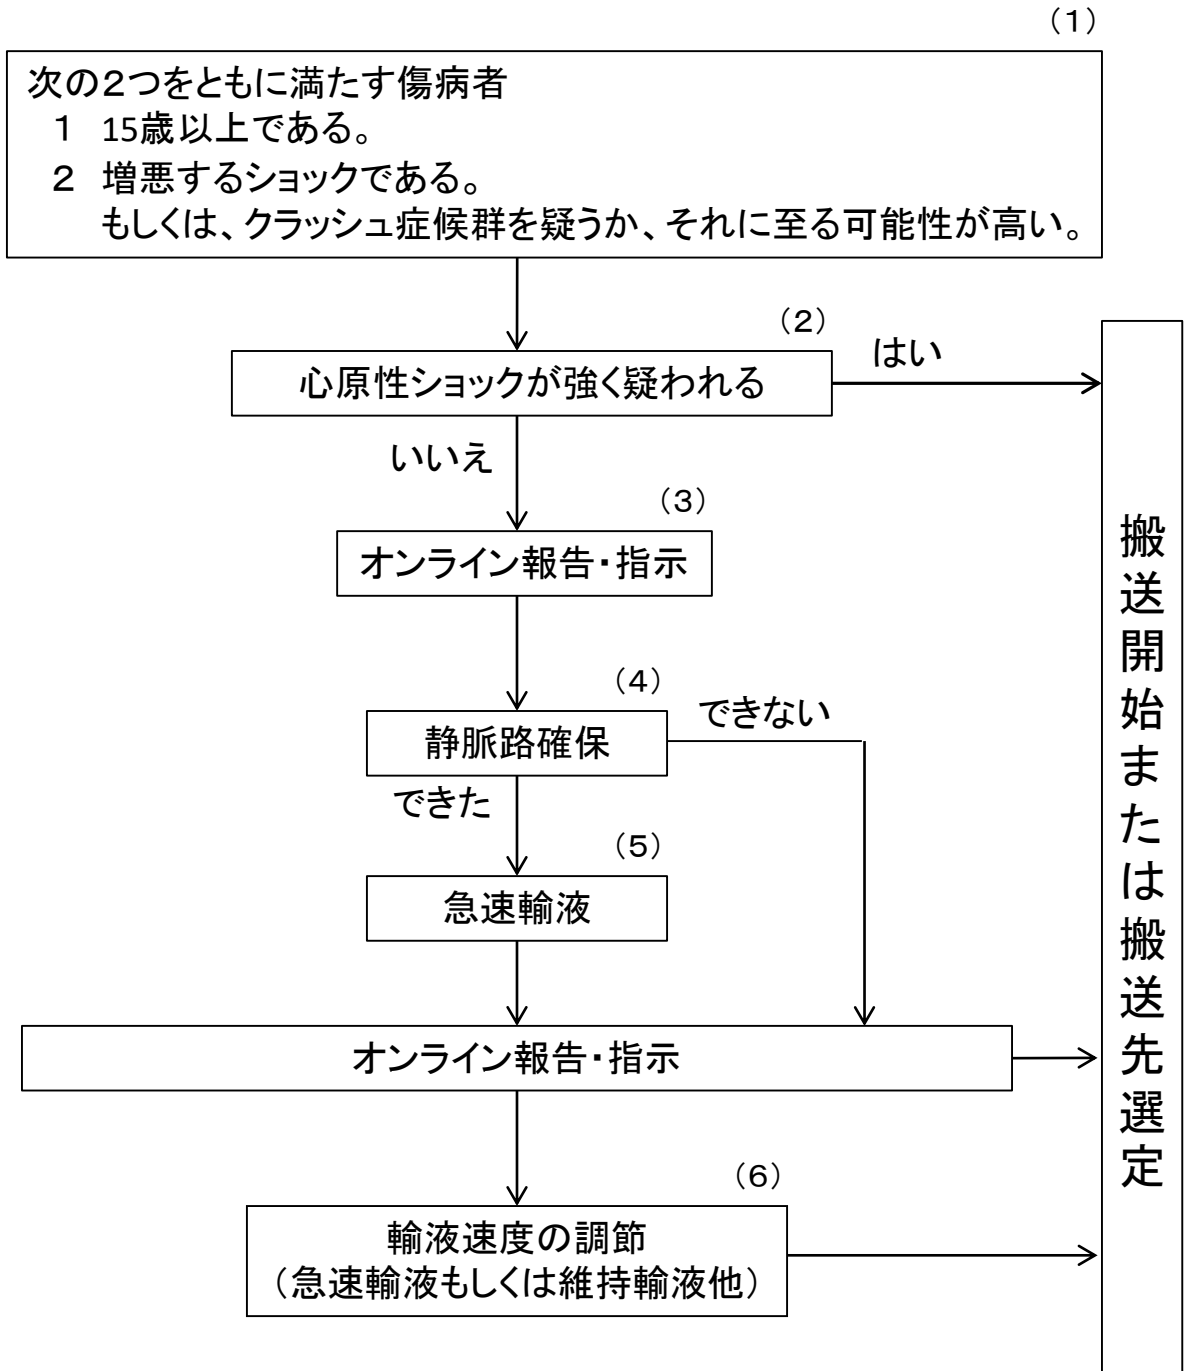 （１）
次の２つをともに満たす傷病者
１　15歳以上である。
２　増悪するショックである。
もしくは、クラッシュ症候群を疑うか、それに至る可能性が高い。
（２）
心原性ショックが強く疑われる
はい
いいえ
（３）
オンライン報告・指示
（４）
静脈路確保
できない
できた
（５）
急速輸液
オンライン報告・指示
（６）
輸液速度の調節
（急速輸液もしくは維持輸液他）
搬送開始または搬送先選定